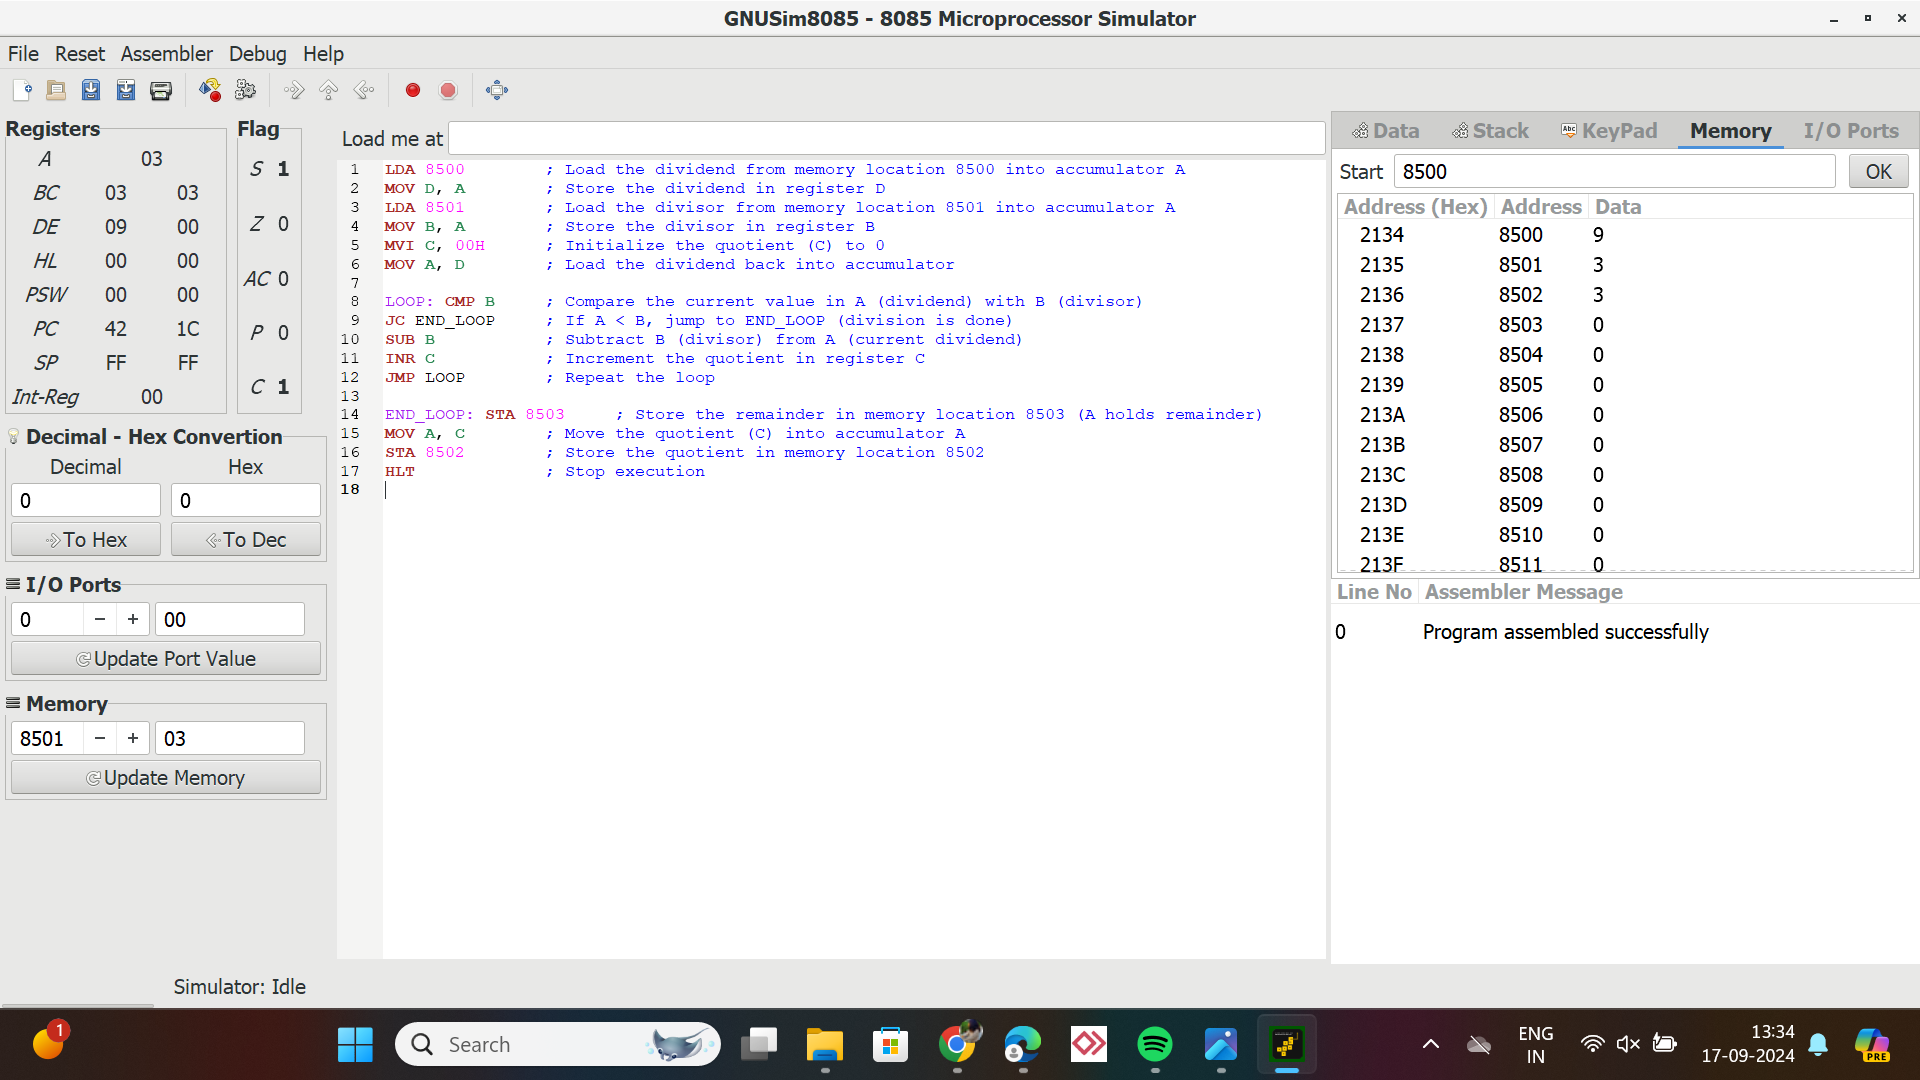 GNUSim8085 - 8085 Microprocessor Simulator
File Reset Assembler Debug Help
Registers
A 03
BC 03 03
DE 09 00
HL 00 00
PSW 00 00
PC 42 1C
SP FF FF
Int-Reg 00
Flag
S 1
Z 0
AC 0
P 0
C 1
Decimal - Hex Convertion
Decimal Hex
0 0
To Hex To Dec
I/O Ports
0 − + 00
Update Port Value
Memory
8501 − + 03
Update Memory
Load me at
1 LDA 8500 ; Load the dividend from memory location 8500 into accumulator A
2 MOV D, A ; Store the dividend in register D
3 LDA 8501 ; Load the divisor from memory location 8501 into accumulator A
4 MOV B, A ; Store the divisor in register B
5 MVI C, 00H ; Initialize the quotient (C) to 0
6 MOV A, D ; Load the dividend back into accumulator
7
8 LOOP: CMP B ; Compare the current value in A (dividend) with B (divisor)
9 JC END_LOOP ; If A < B, jump to END_LOOP (division is done)
10 SUB B ; Subtract B (divisor) from A (current dividend)
11 INR C ; Increment the quotient in register C
12 JMP LOOP ; Repeat the loop
13
14 END_LOOP: STA 8503 ; Store the remainder in memory location 8503 (A holds remainder)
15 MOV A, C ; Move the quotient (C) into accumulator A
16 STA 8502 ; Store the quotient in memory location 8502
17 HLT ; Stop execution
18
Data Stack Abc KeyPad Memory I/O Ports
Start 8500 OK
Address (Hex) Address Data
2134 8500 9
2135 8501 3
2136 8502 3
2137 8503 0
2138 8504 0
2139 8505 0
213A 8506 0
213B 8507 0
213C 8508 0
213D 8509 0
213E 8510 0
213F 8511 0
Line No Assembler Message
0 Program assembled successfully
Simulator: Idle
1
Search
ENG
IN
13:34
17-09-2024
PRE